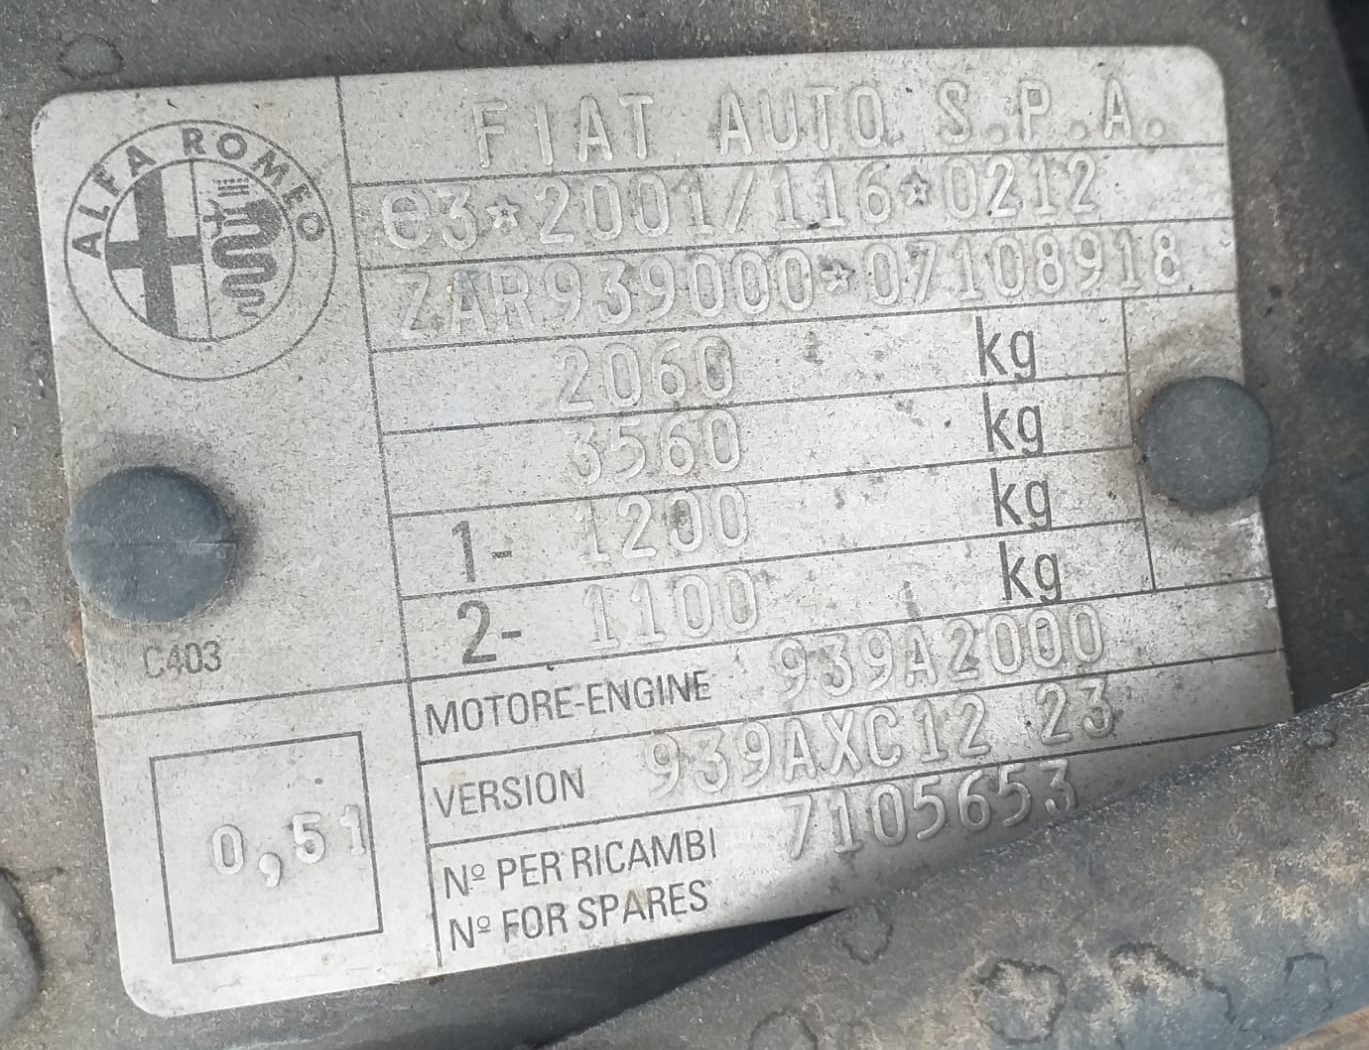 ALFA ROMEO
FIAT AUTO S.P.A.
e3*2001/116*0212
ZAR939000*07108918
2060 kg
3560 kg
1- 1200 kg
2- 1100 kg
C403
MOTORE-ENGINE 939A2000
VERSION 939AXC12 23
0,51
Nº PER RICAMBI 7105653
Nº FOR SPARES